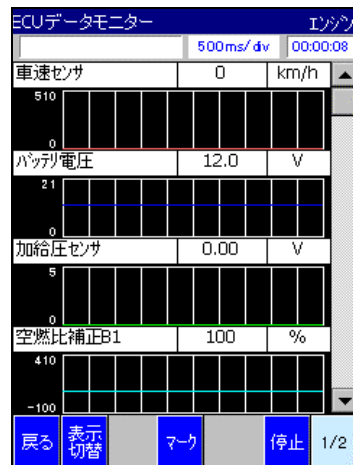 ECUデータモニター エンジン
500ms/div 00:00:08
車速センサ 0 km/h
510
0
バッテリ電圧 12.0 V
21
0
加給圧センサ 0.00 V
5
0
空燃比補正B1 100 %
410
-100
戻る 表示切替 マーク 停止 1/2